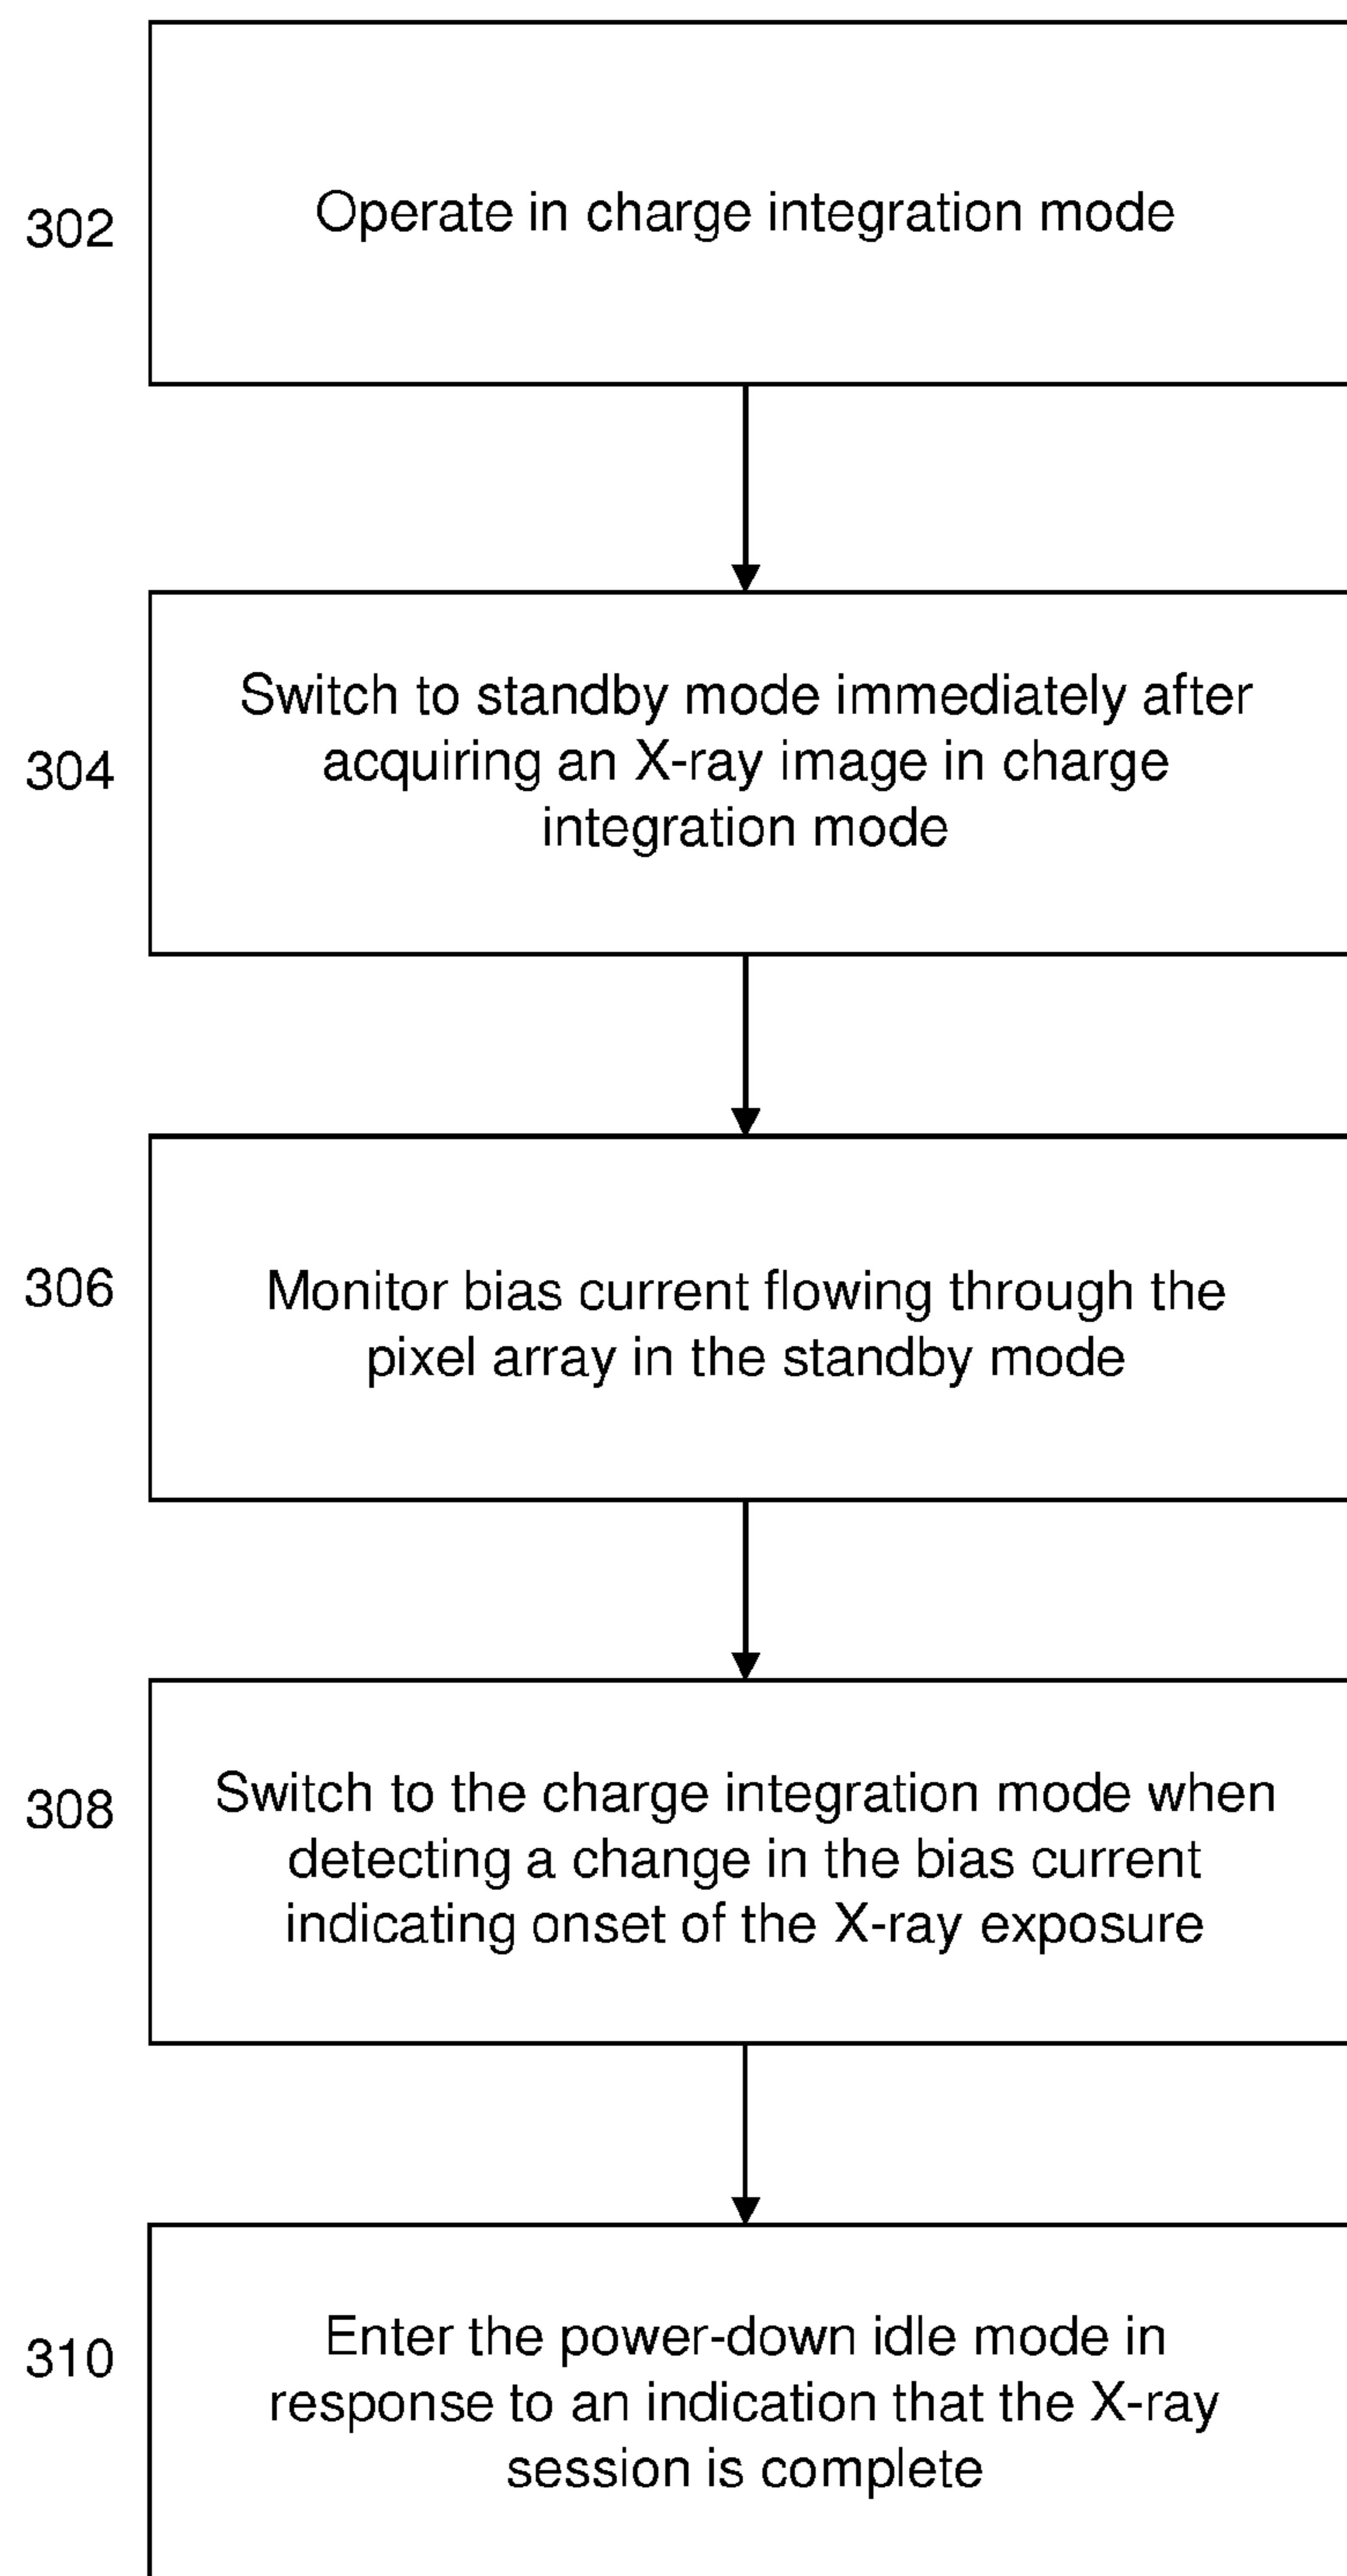 302
Operate in charge integration mode
304
Switch to standby mode immediately after
acquiring an X-ray image in charge
integration mode
306
Monitor bias current flowing through the
pixel array in the standby mode
308
Switch to the charge integration mode when
detecting a change in the bias current
indicating onset of the X-ray exposure
310
Enter the power-down idle mode in
response to an indication that the X-ray
session is complete